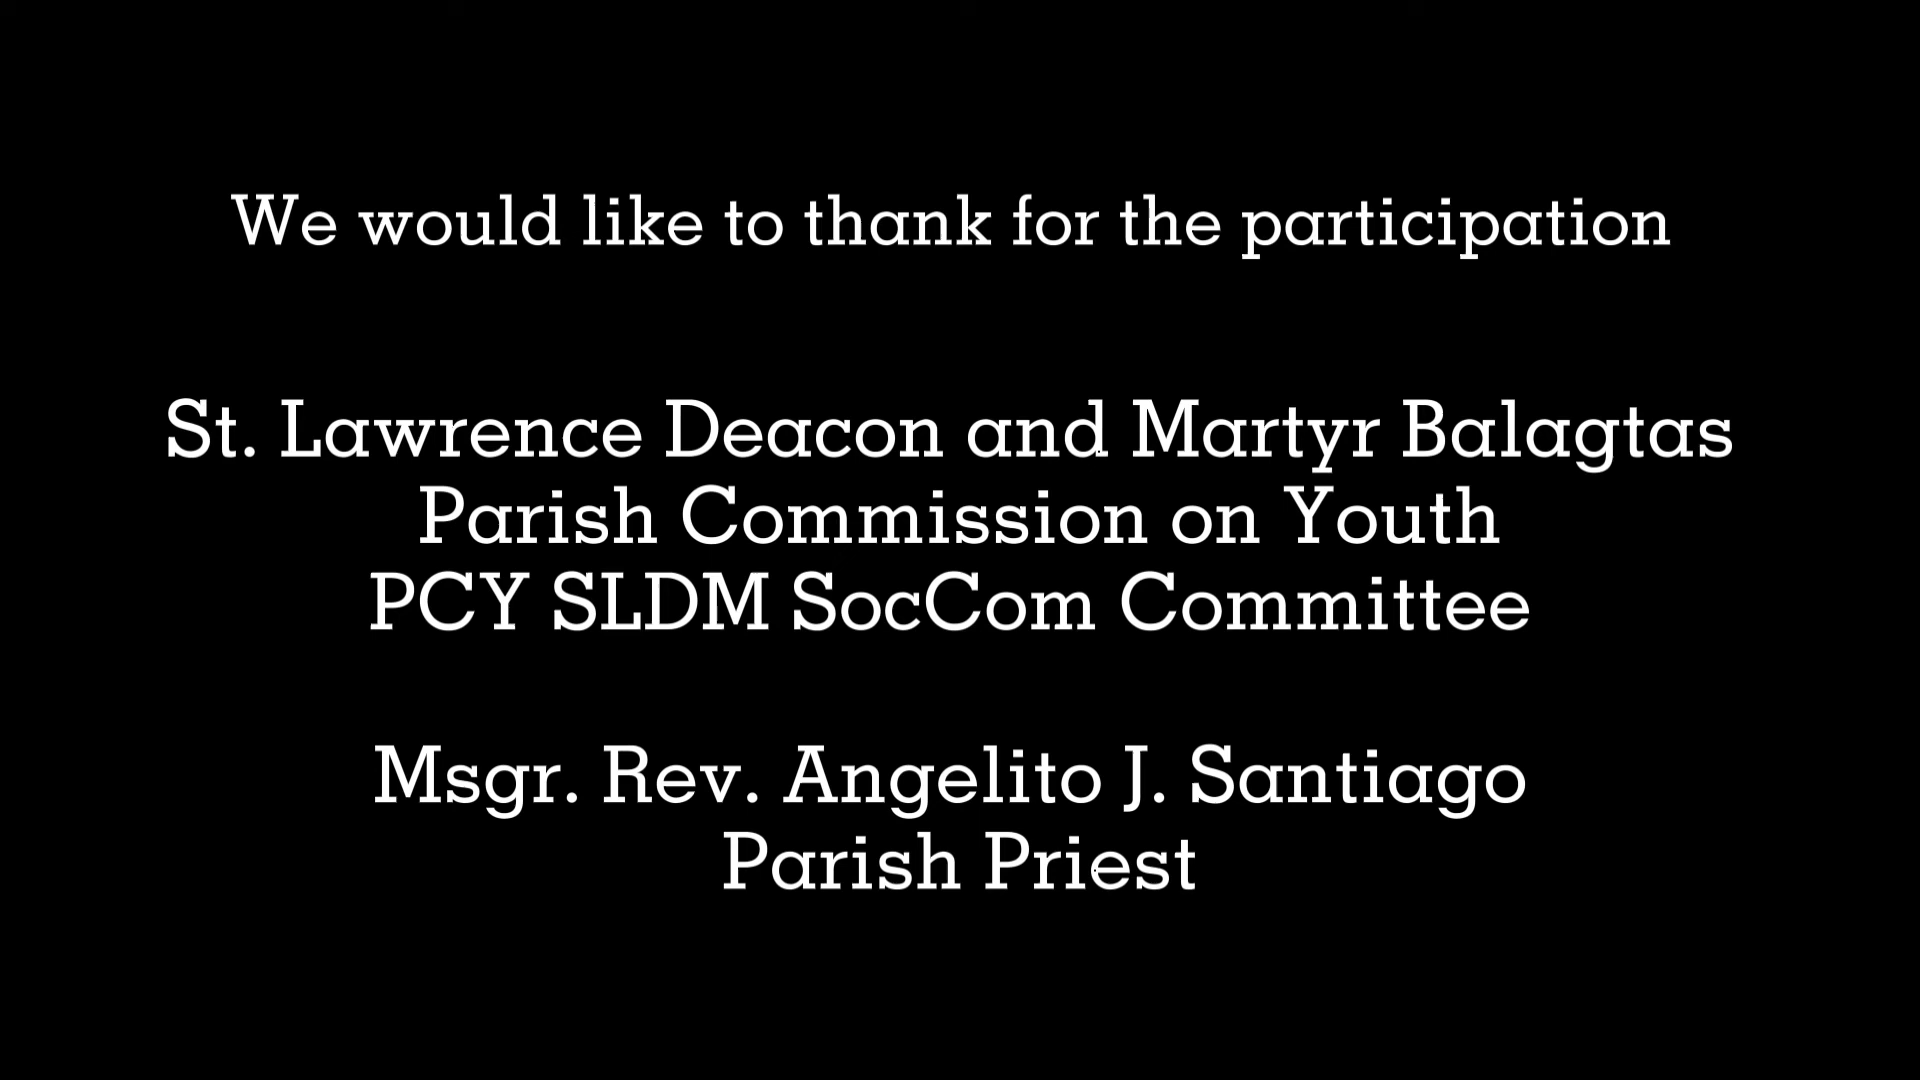 We would like to thank for the participation
St. Lawrence Deacon and Martyr Balagtas
Parish Commission on Youth
PCY SLDM SocCom Committee
Msgr. Rev. Angelito J. Santiago
Parish Priest